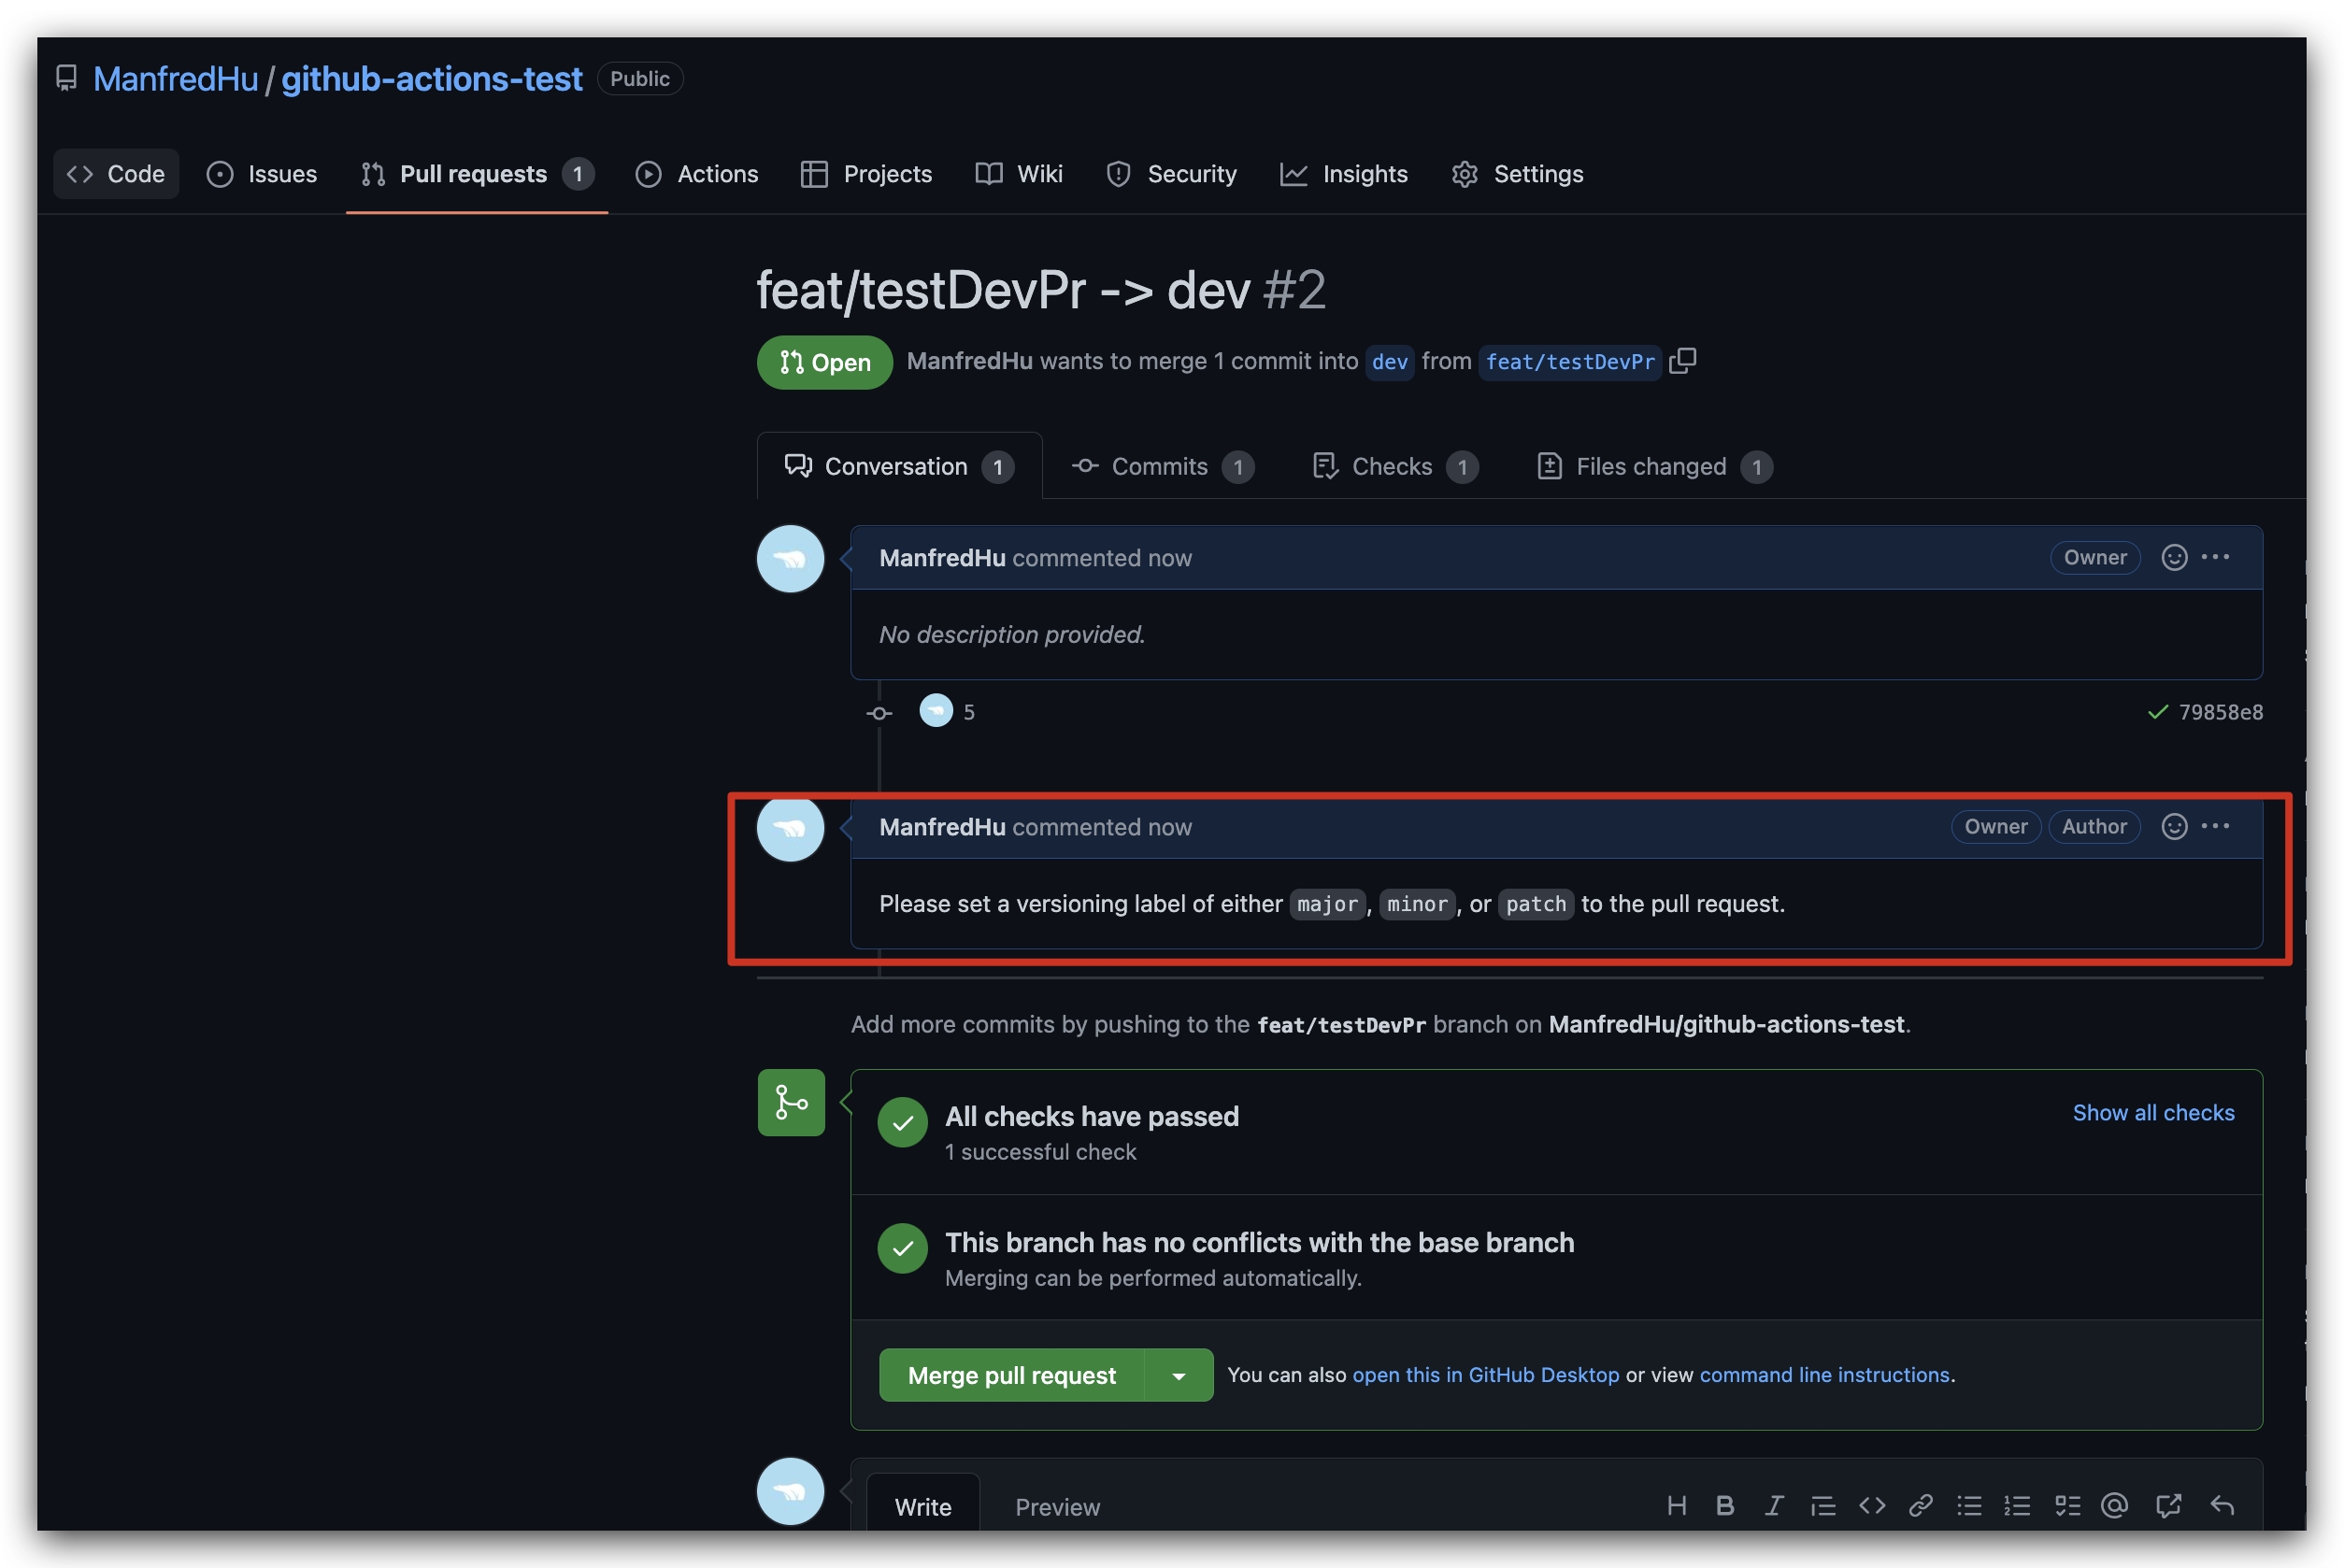 ManfredHu / github-actions-test Public
Code Issues Pull requests 1 Actions Projects Wiki Security Insights Settings
feat/testDevPr -> dev #2
Open ManfredHu wants to merge 1 commit into dev from feat/testDevPr
Conversation 1 Commits 1 Checks 1 Files changed 1
ManfredHu commented now Owner
No description provided.
5 79858e8
ManfredHu commented now Owner Author
Please set a versioning label of either major, minor, or patch to the pull request.
Add more commits by pushing to the feat/testDevPr branch on ManfredHu/github-actions-test.
All checks have passed Show all checks
1 successful check
This branch has no conflicts with the base branch
Merging can be performed automatically.
Merge pull request You can also open this in GitHub Desktop or view command line instructions.
Write Preview